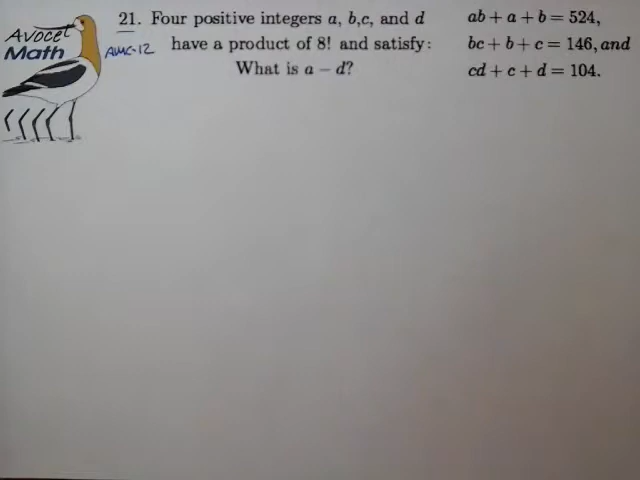 Avocet
Math
AMC-12
21. Four positive integers a, b,c, and d
have a product of 8! and satisfy:
What is a − d?
ab + a + b = 524,
bc + b + c = 146, and
cd + c + d = 104.